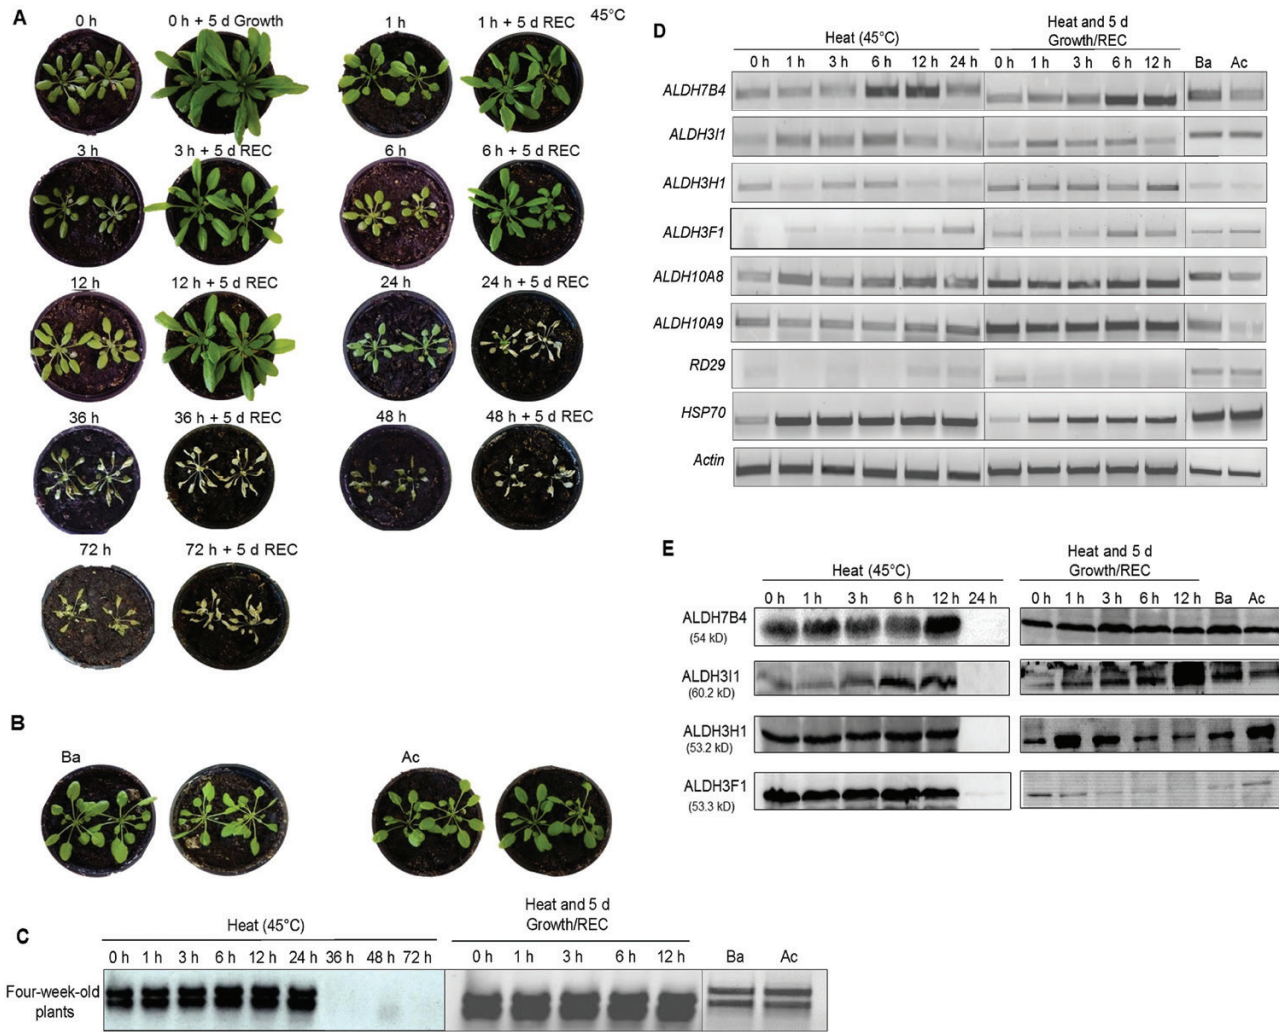 A
0 h
0 h + 5 d Growth
1 h
1 h + 5 d REC
45°C
3 h
3 h + 5 d REC
6 h
6 h + 5 d REC
12 h
12 h + 5 d REC
24 h
24 h + 5 d REC
36 h
36 h + 5 d REC
48 h
48 h + 5 d REC
72 h
72 h + 5 d REC
B
Ba
Ac
C
Heat (45°C)
Heat and 5 d
Growth/REC
0 h 1 h 3 h 6 h 12 h 24 h 36 h 48 h 72 h
0 h 1 h 3 h 6 h 12 h
Ba Ac
Four-week-old
plants
D
Heat (45°C)
Heat and 5 d
Growth/REC
0 h 1 h 3 h 6 h 12 h 24 h
0 h 1 h 3 h 6 h 12 h
Ba Ac
ALDH7B4
ALDH3I1
ALDH3H1
ALDH3F1
ALDH10A8
ALDH10A9
RD29
HSP70
Actin
E
Heat (45°C)
Heat and 5 d
Growth/REC
0 h 1 h 3 h 6 h 12 h 24 h
0 h 1 h 3 h 6 h 12 h Ba Ac
ALDH7B4
(54 kD)
ALDH3I1
(60.2 kD)
ALDH3H1
(53.2 kD)
ALDH3F1
(53.3 kD)